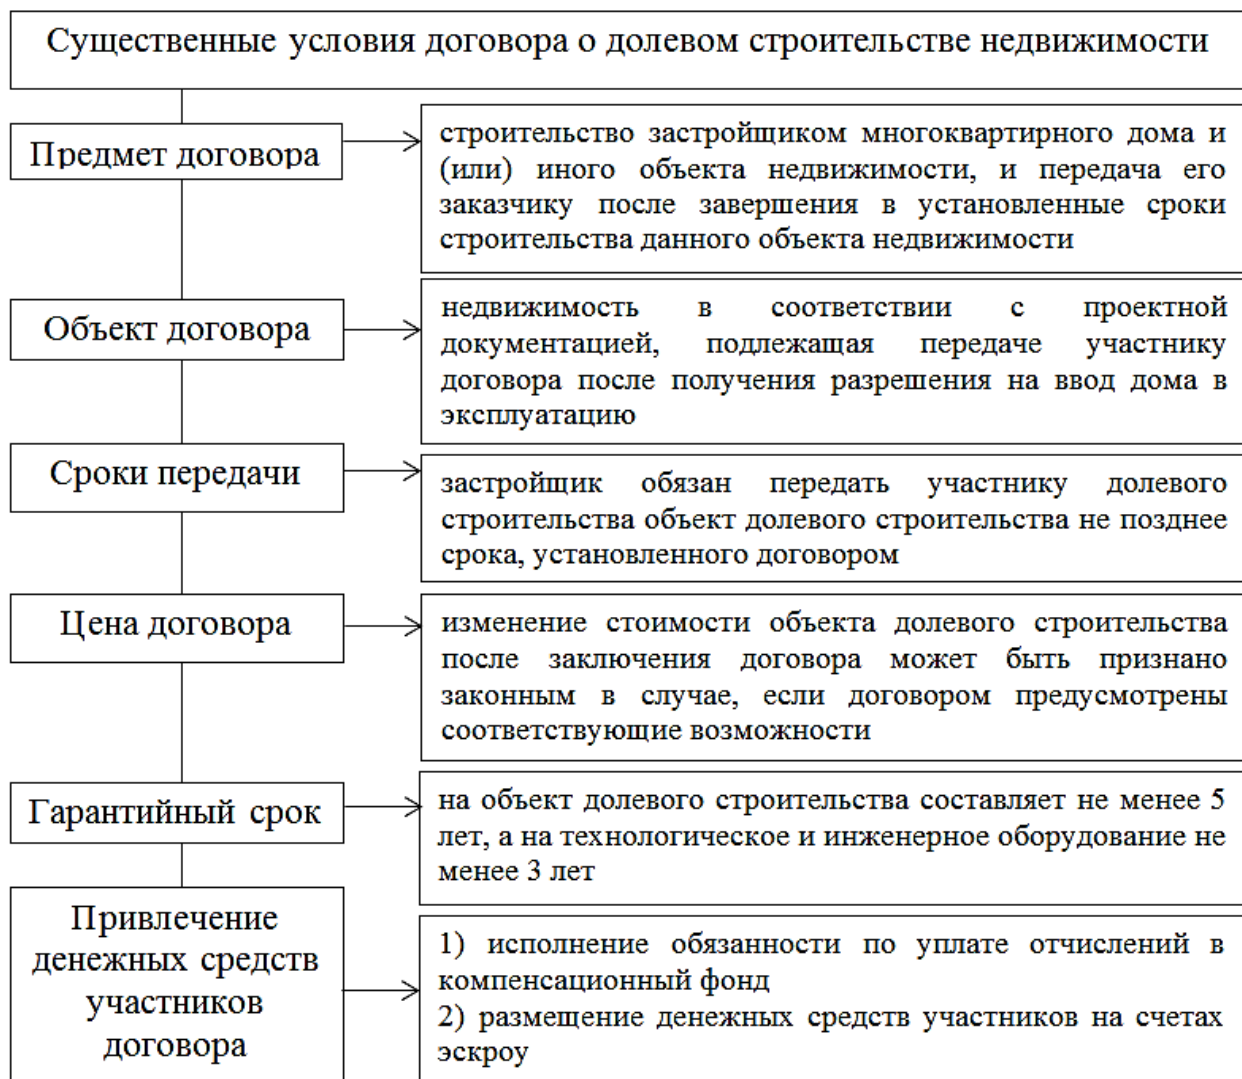 Существенные условия договора о долевом строительстве недвижимости
Предмет договора
строительство застройщиком многоквартирного дома и
(или) иного объекта недвижимости, и передача его
заказчику после завершения в установленные сроки
строительства данного объекта недвижимости
Объект договора
недвижимость в соответствии с проектной
документацией, подлежащая передаче участнику
договора после получения разрешения на ввод дома в
эксплуатацию
Сроки передачи
застройщик обязан передать участнику долевого
строительства объект долевого строительства не позднее
срока, установленного договором
Цена договора
изменение стоимости объекта долевого строительства
после заключения договора может быть признано
законным в случае, если договором предусмотрены
соответствующие возможности
Гарантийный срок
на объект долевого строительства составляет не менее 5
лет, а на технологическое и инженерное оборудование не
менее 3 лет
Привлечение
денежных средств
участников
договора
1) исполнение обязанности по уплате отчислений в
компенсационный фонд
2) размещение денежных средств участников на счетах
эскроу